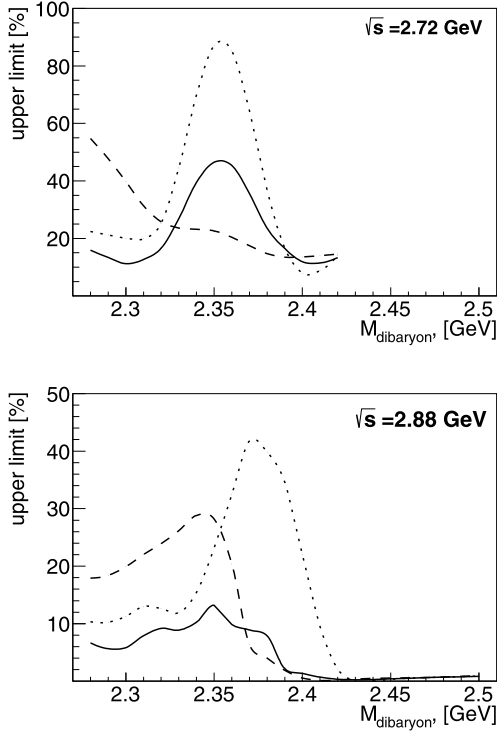 100
upper limit [%]
√s =2.72 GeV
80
60
40
20
2.3 2.35 2.4 2.45 2.5
Mdibaryon, [GeV]
50
upper limit [%]
√s =2.88 GeV
40
30
20
10
2.3 2.35 2.4 2.45 2.5
Mdibaryon, [GeV]